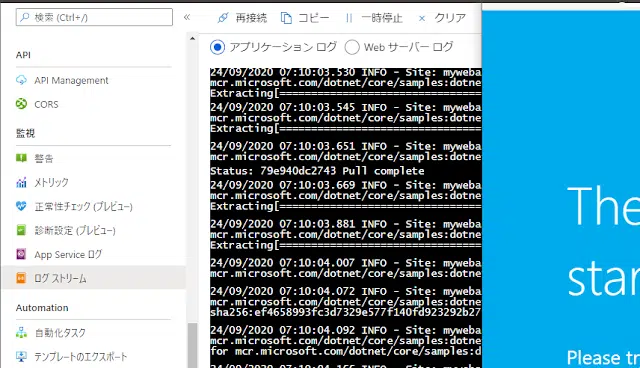 検索 (Ctrl+/)
«
再接続
コピー
一時停止
クリア
アプリケーション ログ
Web サーバー ログ
API
API Management
CORS
監視
警告
メトリック
正常性チェック (プレビュー)
診断設定 (プレビュー)
App Service ログ
ログ ストリーム
Automation
自動化タスク
テンプレートのエクスポート
24/09/2020 07:10:03.530 INFO - Site: myweba
mcr.microsoft.com/dotnet/core/samples:dotne
Extracting[==============================
24/09/2020 07:10:03.545 INFO - Site: myweba
mcr.microsoft.com/dotnet/core/samples:dotne
Extracting[==============================
24/09/2020 07:10:03.651 INFO - Site: myweba
mcr.microsoft.com/dotnet/core/samples:dotne
Status: 79e940dc2743 Pull complete
24/09/2020 07:10:03.669 INFO - Site: myweba
mcr.microsoft.com/dotnet/core/samples:dotne
Extracting[==============================
24/09/2020 07:10:03.881 INFO - Site: myweba
mcr.microsoft.com/dotnet/core/samples:dotne
Extracting[==============================
24/09/2020 07:10:04.007 INFO - Site: myweba
mcr.microsoft.com/dotnet/core/samples:dotne
24/09/2020 07:10:04.072 INFO - Site: myweba
mcr.microsoft.com/dotnet/core/samples:dotne
sha256:ef4658993fc3d7329e577f140fd923292b27
24/09/2020 07:10:04.092 INFO - Site: myweba
for mcr.microsoft.com/dotnet/core/samples:d
The
star
Please tr